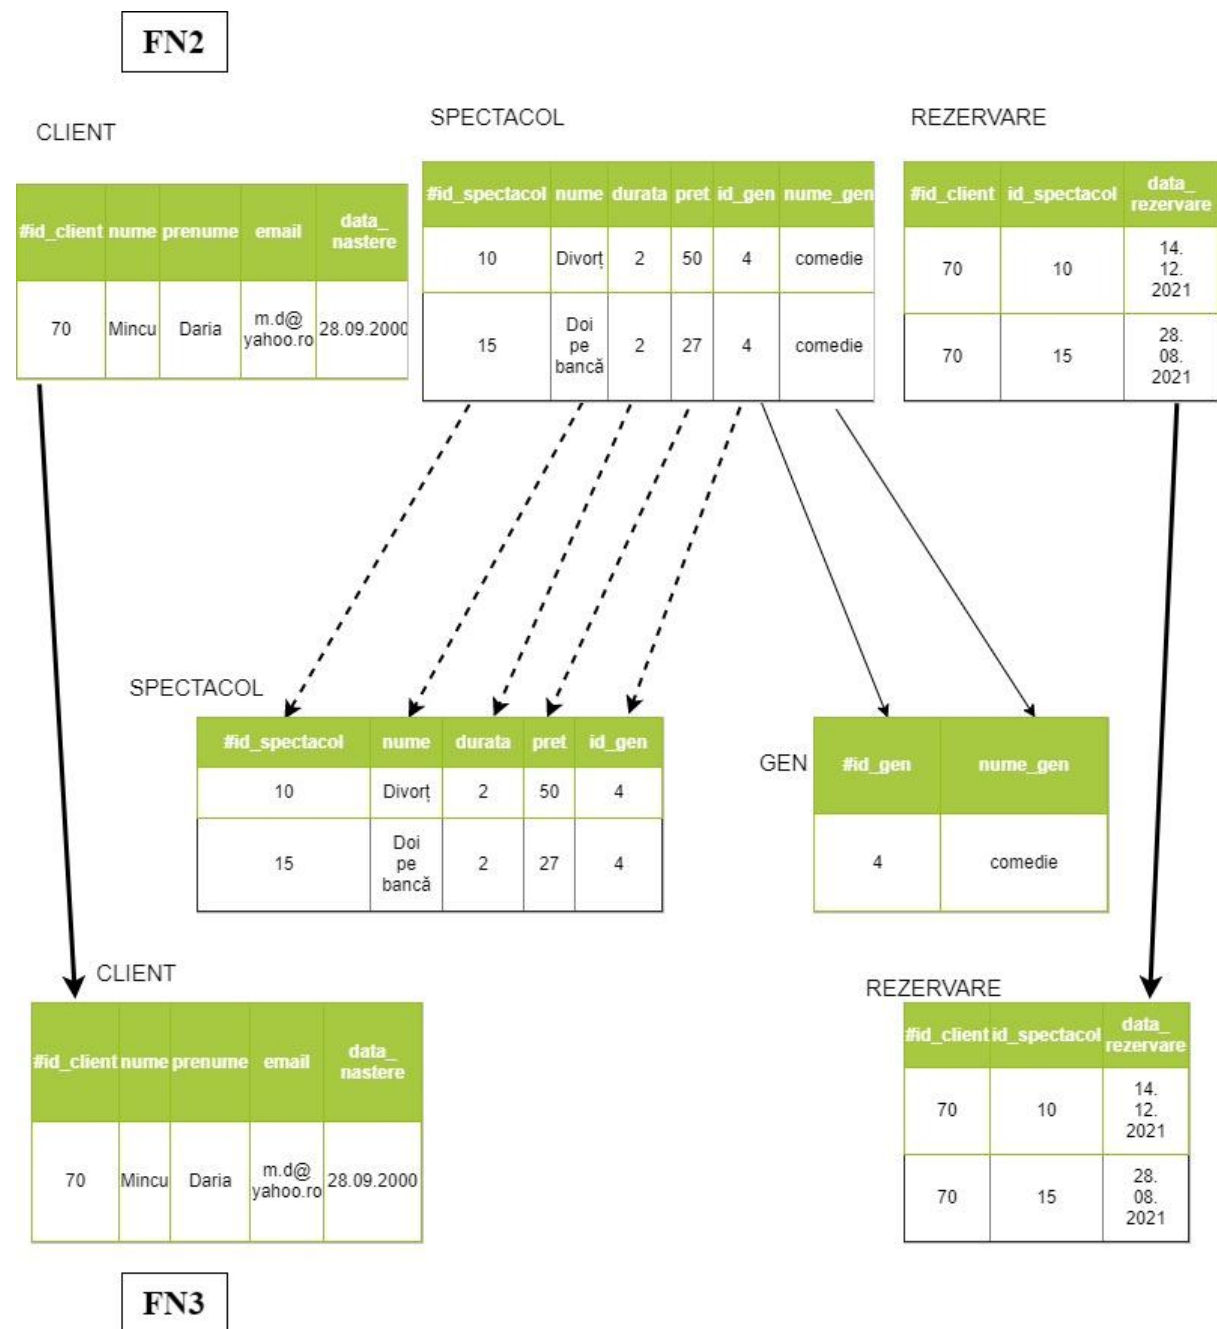 FN2
CLIENT
#id_client nume prenume email data_
nastere
70 Mincu Daria m.d@
yahoo.ro 28.09.2000
SPECTACOL
#id_spectacol nume durata pret id_gen nume_gen
10 Divorț 2 50 4 comedie
15 Doi
pe
bancă 2 27 4 comedie
REZERVARE
#id_client id_spectacol data_
rezervare
70 10 14.
12.
2021
70 15 28.
08.
2021
SPECTACOL
#id_spectacol nume durata pret id_gen
10 Divorț 2 50 4
15 Doi
pe
bancă 2 27 4
GEN
#id_gen nume_gen
4 comedie
CLIENT
#id_client nume prenume email data_
nastere
70 Mincu Daria m.d@
yahoo.ro 28.09.2000
REZERVARE
#id_client id_spectacol data_
rezervare
70 10 14.
12.
2021
70 15 28.
08.
2021
FN3